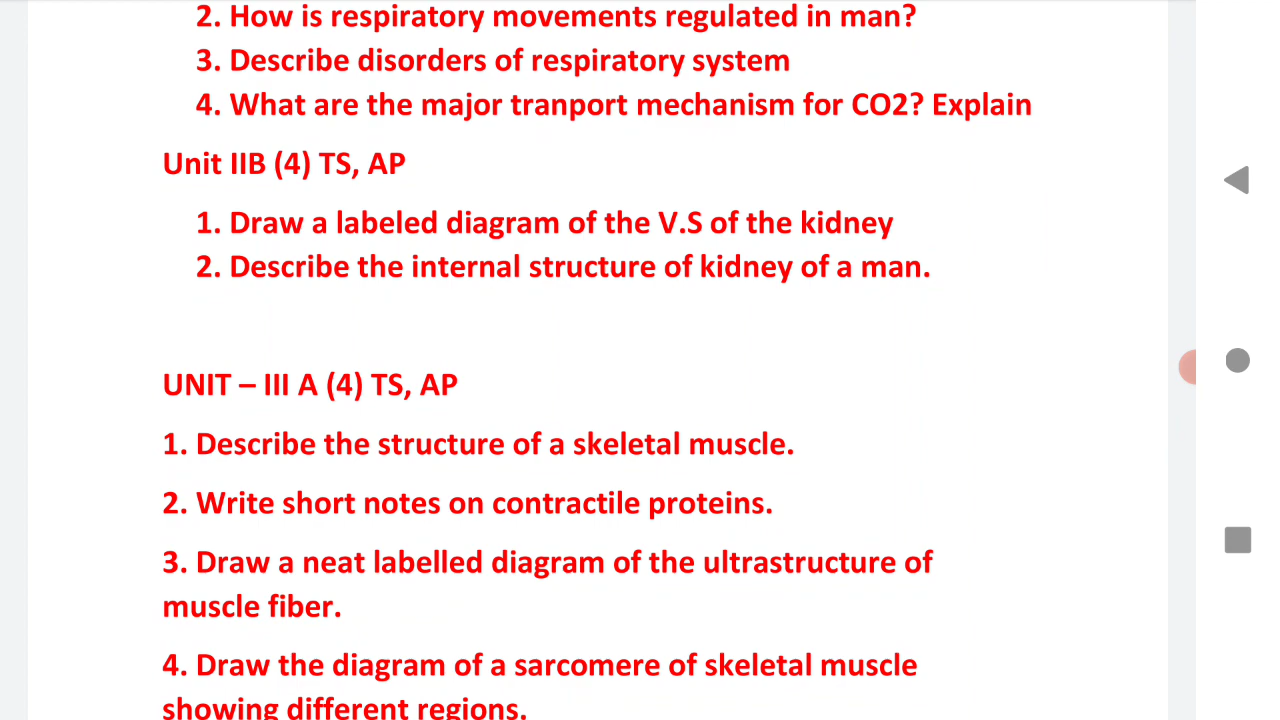 2. How is respiratory movements regulated in man?
3. Describe disorders of respiratory system
4. What are the major tranport mechanism for CO2? Explain
Unit IIB (4) TS, AP
1. Draw a labeled diagram of the V.S of the kidney
2. Describe the internal structure of kidney of a man.
UNIT – III A (4) TS, AP
1. Describe the structure of a skeletal muscle.
2. Write short notes on contractile proteins.
3. Draw a neat labelled diagram of the ultrastructure of
muscle fiber.
4. Draw the diagram of a sarcomere of skeletal muscle
showing different regions.